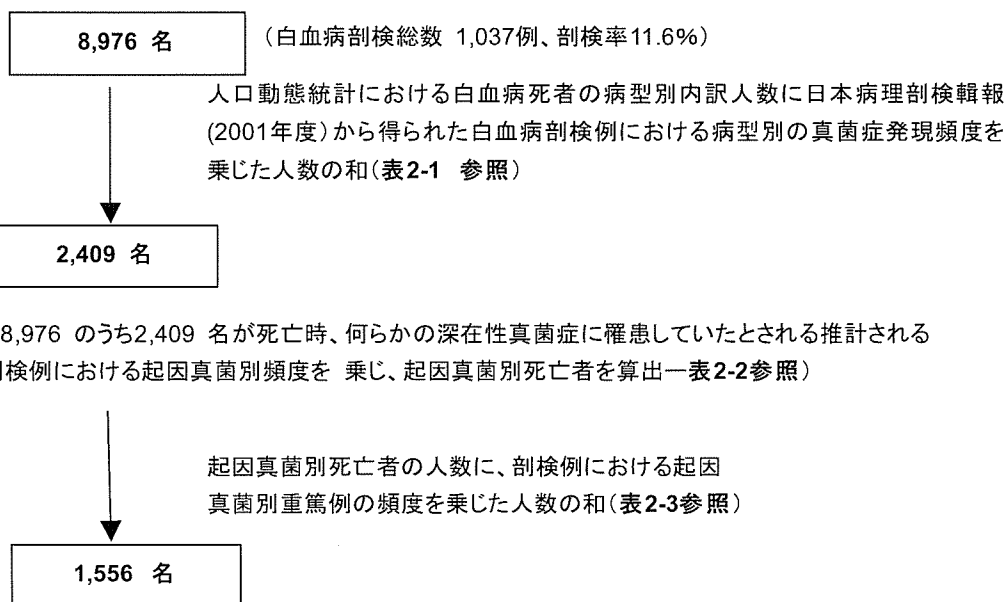 8,976 名 (白血病剖検総数 1,037例、剖検率11.6%)
人口動態統計における白血病死者の病型別内訳人数に日本病理剖検輯報
(2001年度)から得られた白血病剖検例における病型別の真菌症発現頻度を
乗じた人数の和(表2-1 参照)
2,409 名
8,976 のうち2,409 名が死亡時、何らかの深在性真菌症に罹患していたとされる推計される
検例における起因真菌別頻度を 乗じ、起因真菌別死亡者を算出―表2-2参照)
起因真菌別死亡者の人数に、剖検例における起因
真菌別重篤例の頻度を乗じた人数の和(表2-3参照)
1,556 名